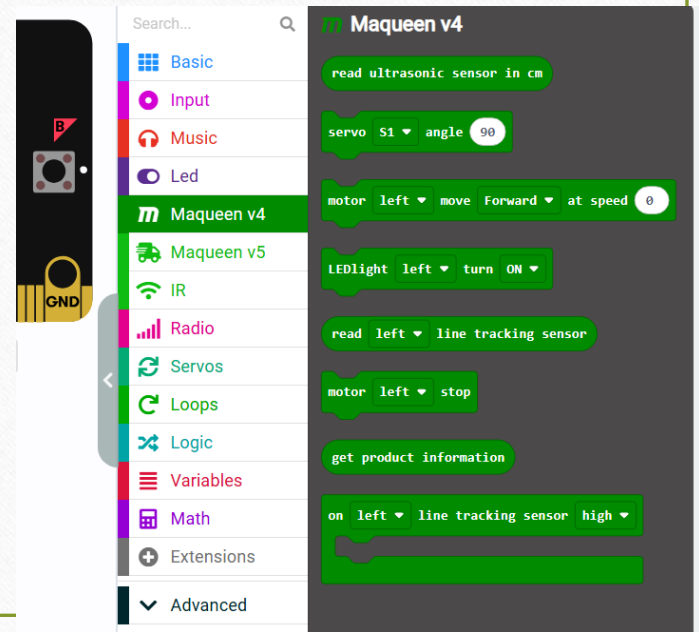 B
GND
Search...
Basic
Input
Music
Led
Maqueen v4
Maqueen v5
IR
Radio
Servos
Loops
Logic
Variables
Math
Extensions
Advanced
Maqueen v4
read ultrasonic sensor in cm
servo S1 angle 90
motor left move Forward at speed 0
LEDlight left turn ON
read left line tracking sensor
motor left stop
get product information
on left line tracking sensor high